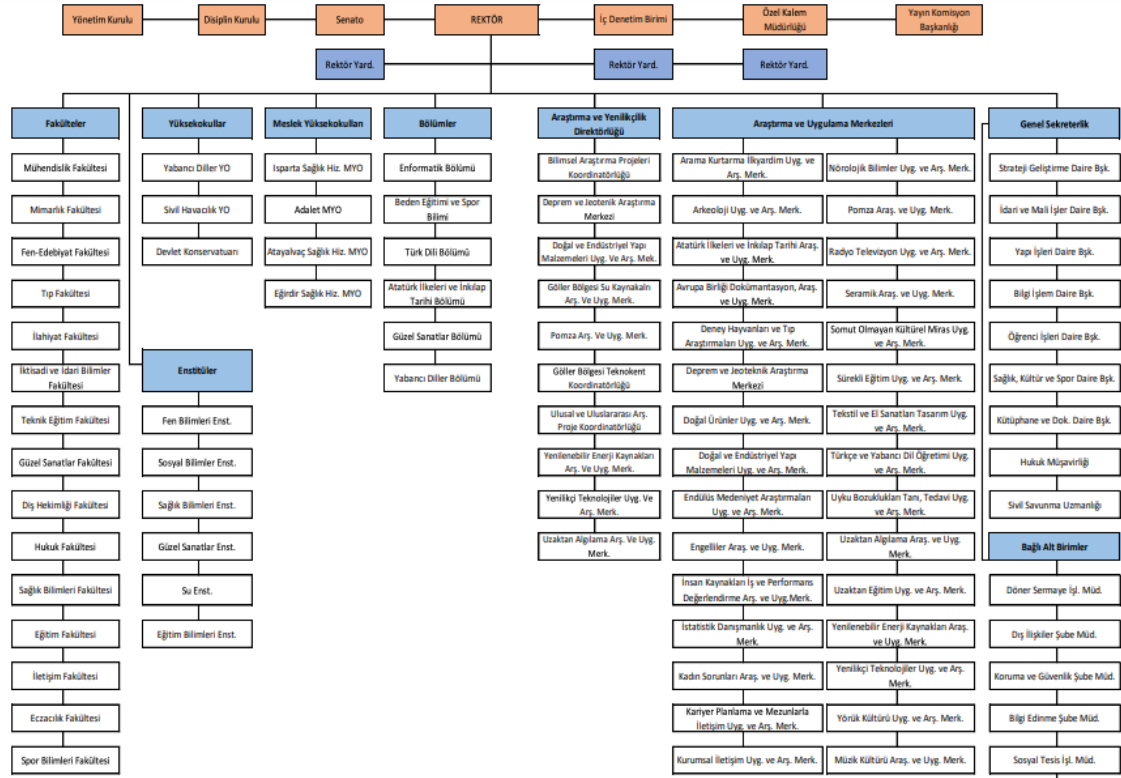 Yönetim Kurulu
Disiplin Kurulu
Senato
REKTÖR
İç Denetim Birimi
Özel Kalem
Müdürlüğü
Yayın Komisyon
Başkanlığı
Rektör Yard.
Rektör Yard.
Rektör Yard.
Fakülteler
Mühendislik Fakültesi
Mimarlık Fakültesi
Fen-Edebiyat Fakültesi
Tıp Fakültesi
İlahiyat Fakültesi
İktisadi ve İdari Bilimler
Fakültesi
Teknik Eğitim Fakültesi
Güzel Sanatlar Fakültesi
Diş Hekimliği Fakültesi
Hukuk Fakültesi
Sağlık Bilimleri Fakültesi
Eğitim Fakültesi
İletişim Fakültesi
Eczacılık Fakültesi
Spor Bilimleri Fakültesi
Yüksekokullar
Yabancı Diller YO
Sivil Havacılık YO
Devlet Konservatuarı
Enstitüler
Fen Bilimleri Enst.
Sosyal Bilimler Enst.
Sağlık Bilimleri Enst.
Güzel Sanatlar Enst.
Su Enst.
Eğitim Bilimleri Enst.
Meslek Yüksekokulları
Isparta Sağlık Hiz. MYO
Adalet MYO
Atayalvaç Sağlık Hiz. MYO
Eğirdir Sağlık Hiz. MYO
Bölümler
Enformatik Bölümü
Beden Eğitimi ve Spor
Bilimi
Türk Dili Bölümü
Atatürk İlkeleri ve İnkılap
Tarihi Bölümü
Güzel Sanatlar Bölümü
Yabancı Diller Bölümü
Araştırma ve Yenilikçilik
Direktörlüğü
Bilimsel Araştırma Projeleri
Koordinatörlüğü
Deprem ve Jeotenik Araştırma
Merkezi
Doğal ve Endüstriyel Yapı
Malzemeleri Uyg. Ve Arş. Mek.
Göller Bölgesi Su Kaynakaln
Arş. Ve Uyg. Merk.
Pomza Arş. Ve Uyg. Merk.
Göller Bölgesi Teknokent
Koordinatörlüğü
Ulusal ve Uluslararası Arş.
Proje Koordinatörlüğü
Yenilenebilir Enerji Kaynakları
Arş. Ve Uyg. Merk.
Yenilikçi Teknolojiler Uyg. Ve
Arş. Merk.
Uzaktan Algılama Arş. Ve Uyg.
Merk.
Araştırma ve Uygulama Merkezleri
Arama Kurtarma İlkyardim Uyg. ve
Arş. Merk.
Arkeoloji Uyg. ve Arş. Merk.
Atatürk İlkeleri ve İnkılap Tarihi Araş.
ve Uyg. Merk.
Avrupa Birliği Dokümantasyon, Araş.
ve Uyg. Merk.
Deney Hayvanları ve Tıp
Araştırmaları Uyg. ve Arş. Merk.
Deprem ve Jeoteknik Araştırma
Merkezi
Doğal Ürünler Uyg. ve Arş. Merk.
Doğal ve Endüstriyel Yapı
Malzemeleri Uyg. ve Arş. Merk.
Endülüs Medeniyet Araştırmaları
Uyg. ve Arş. Merk.
Engelliler Araş. ve Uyg. Merk.
İnsan Kaynakları İş ve Performans
Değerlendirme Arş. ve Uyg.Merk.
İstatistik Danışmanlık Uyg. ve Arş.
Merk.
Kadın Sorunları Araş. ve Uyg. Merk.
Kariyer Planlama ve Mezunlarla
İletişim Uyg. ve Arş. Merk.
Kurumsal İletişim Uyg. ve Arş. Merk.
Nörolojik Bilimler Uyg. ve Arş. Merk.
Pomza Araş. ve Uyg. Merk.
Radyo Televizyon Uyg. ve Arş. Merk.
Seramik Araş. ve Uyg. Merk.
Somut Olmayan Kültürel Miras Uyg.
ve Arş. Merk.
Sürekli Eğitim Uyg. ve Arş. Merk.
Tekstil ve El Sanatları Tasarım Uyg.
ve Arş. Merk.
Türkçe ve Yabancı Dil Öğretimi Uyg.
ve Arş. Merk.
Uyku Bozuklukları Tanı, Tedavi Uyg.
ve Arş. Merk.
Uzaktan Algılama Araş. ve Uyg.
Merk.
Uzaktan Eğitim Uyg. ve Arş. Merk.
Yenilenebilir Enerji Kaynakları Araş.
ve Uyg. Merk.
Yenilikçi Teknolojiler Uyg. ve Arş.
Merk.
Yörük Kültürü Uyg. ve Arş. Merk.
Müzik Kültürü Araş. ve Uyg. Merk.
Genel Sekreterlik
Strateji Geliştirme Daire Bşk.
İdari ve Mali İşler Daire Bşk.
Yapı İşleri Daire Bşk.
Bilgi İşlem Daire Bşk.
Öğrenci İşleri Daire Bşk.
Sağlık, Kültür ve Spor Daire Bşk.
Kütüphane ve Dok. Daire Bşk.
Hukuk Müşavirliği
Sivil Savunma Uzmanlığı
Bağlı Alt Birimler
Döner Sermaye İşl. Müd.
Dış İlişkiler Şube Müd.
Koruma ve Güvenlik Şube Müd.
Bilgi Edinme Şube Müd.
Sosyal Tesis İşl. Müd.